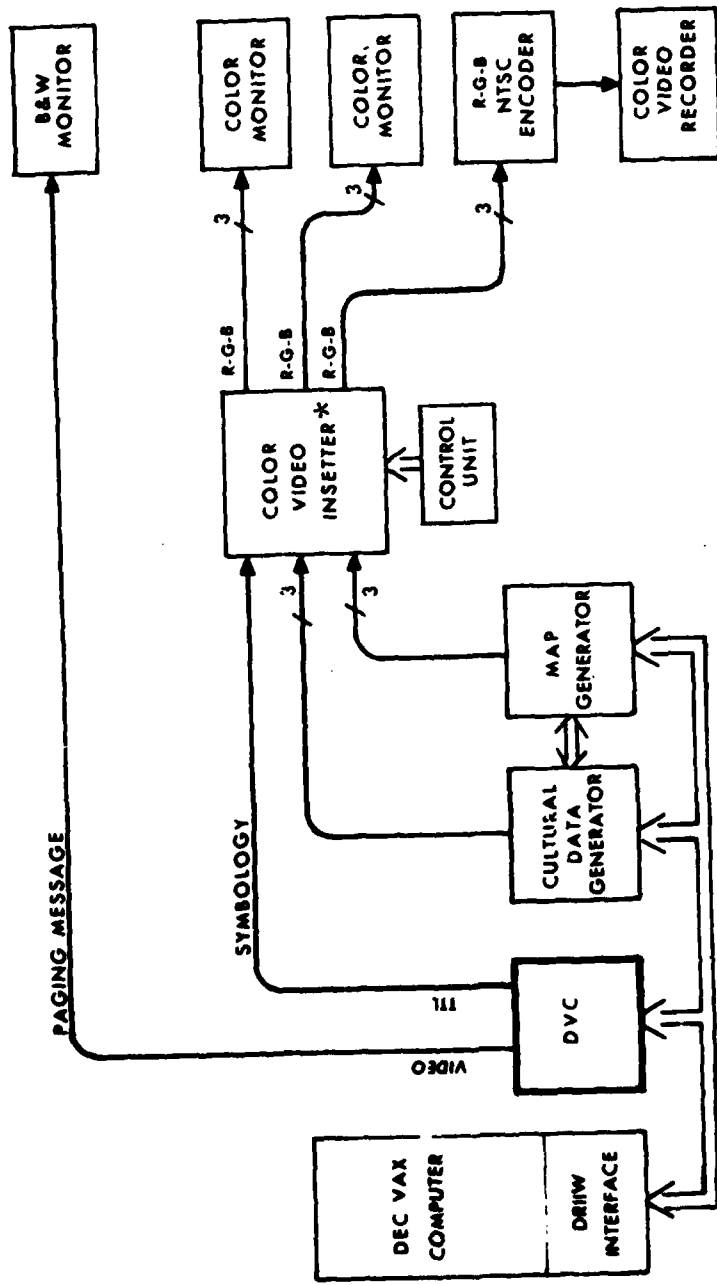 PAGING MESSAGE
B&W
MONITOR
SYMBOLOGY
VIDEO
TTL
DEC VAX
COMPUTER
DR11W
INTERFACE
DVC
CULTURAL
DATA
GENERATOR
MAP
GENERATOR
3
3
COLOR
VIDEO
INSETTER*
CONTROL
UNIT
R-G-B
R-G-B
R-G-B
3
3
3
COLOR
MONITOR
COLOR,
MONITOR
R-G-B
NTSC
ENCODER
COLOR
VIDEO
RECORDER